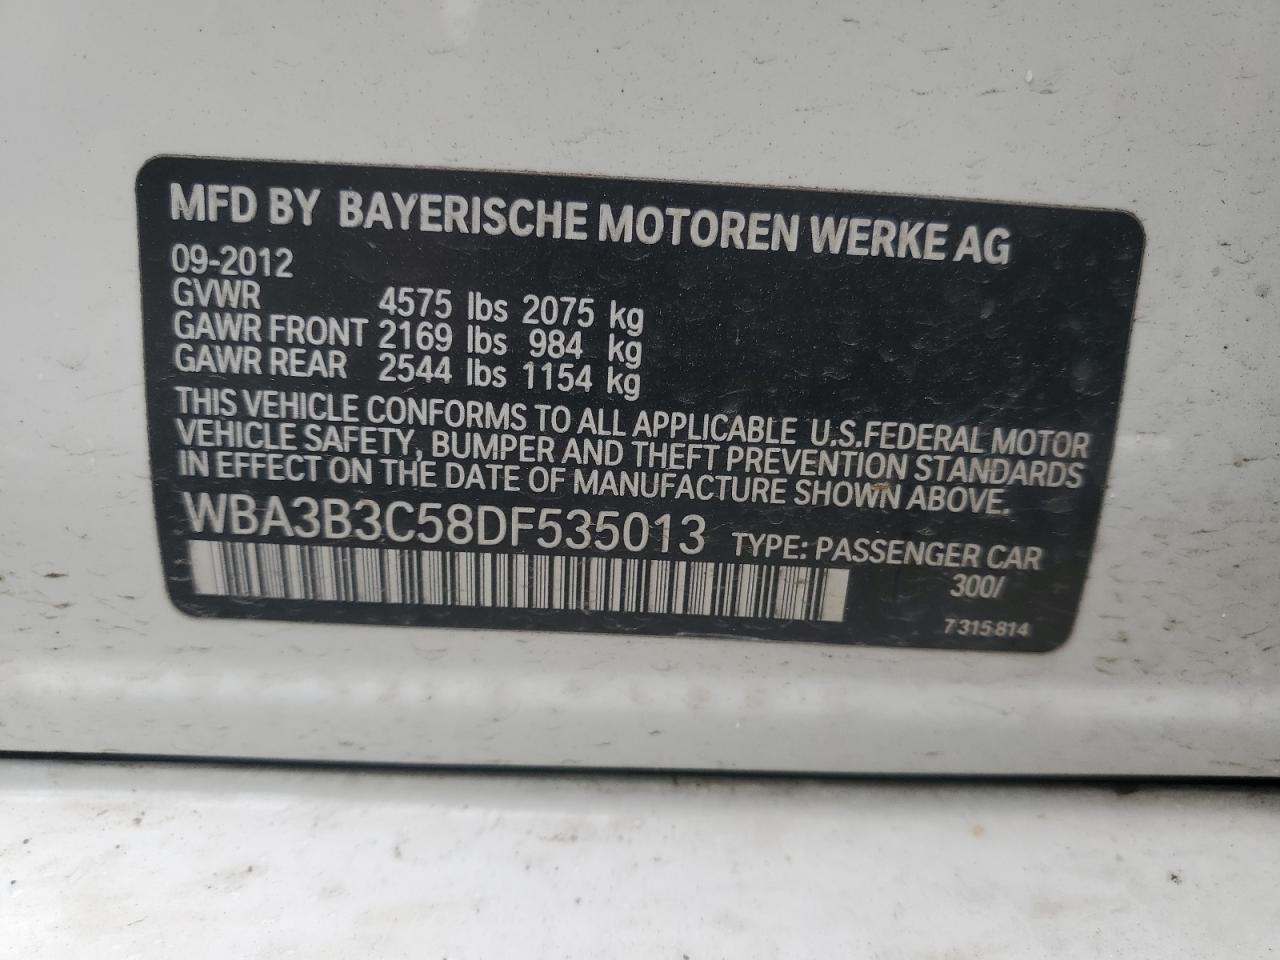 MFD BY BAYERISCHE MOTOREN WERKE AG
09-2012
GVWR 4575 lbs 2075 kg
GAWR FRONT 2169 lbs 984 kg
GAWR REAR 2544 lbs 1154 kg
THIS VEHICLE CONFORMS TO ALL APPLICABLE U.S.FEDERAL MOTOR
VEHICLE SAFETY, BUMPER AND THEFT PREVENTION STANDARDS
IN EFFECT ON THE DATE OF MANUFACTURE SHOWN ABOVE.
WBA3B3C58DF535013 TYPE: PASSENGER CAR
300/
7 315 814